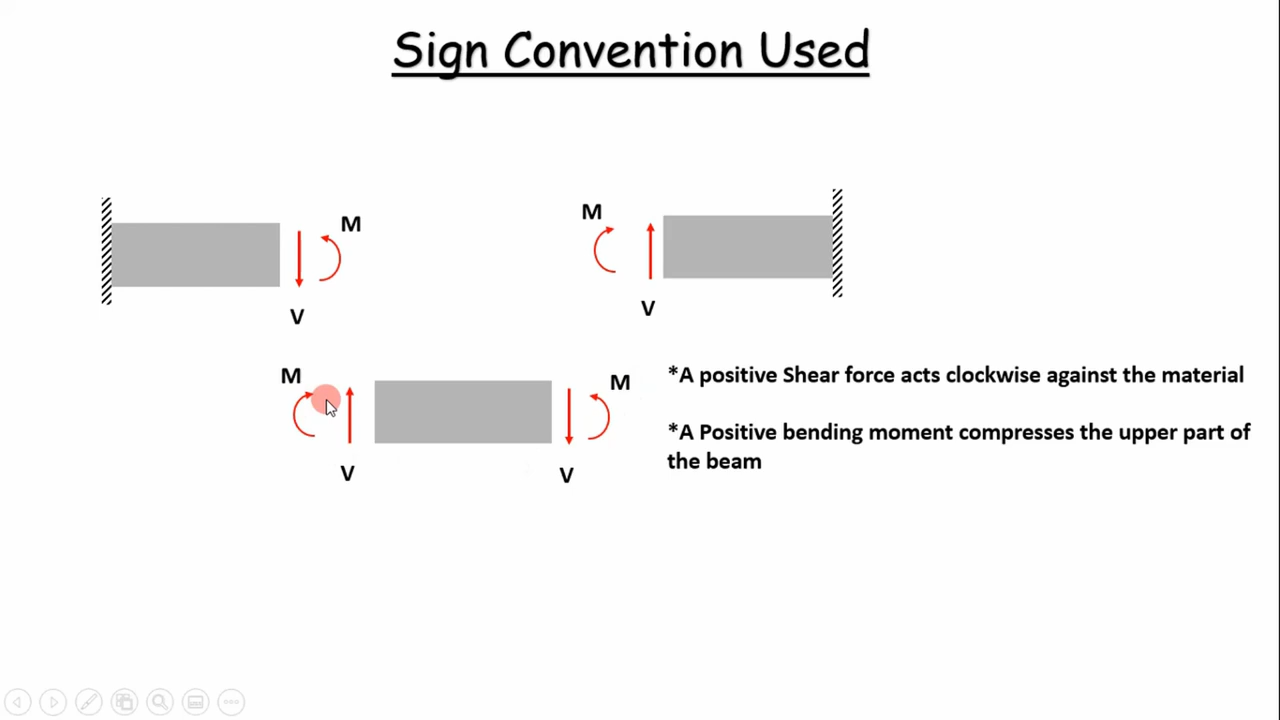 Sign Convention Used
M
V
M
V
M
V
M
V
*A positive Shear force acts clockwise against the material
*A Positive bending moment compresses the upper part of
the beam